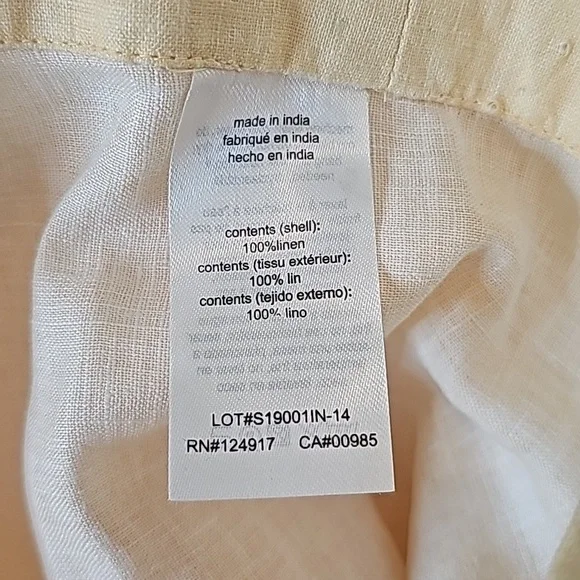 made in india
fabriqué en india
hecho en india
contents (shell):
100%linen
contents (tissu extérieur):
100% lin
contents (tejido externo):
100% lino
LOT#S19001IN-14
RN#124917 CA#00985